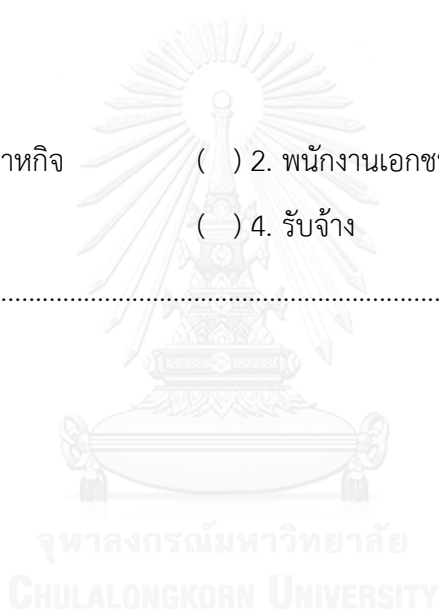 าหกิจ ( ) 2. พนักงานเอกช
( ) 4. รับจ้าง
................................................................................
จุฬาลงกรณ์มหาวิทยาลัย
CHULALONGKORN UNIVERSITY